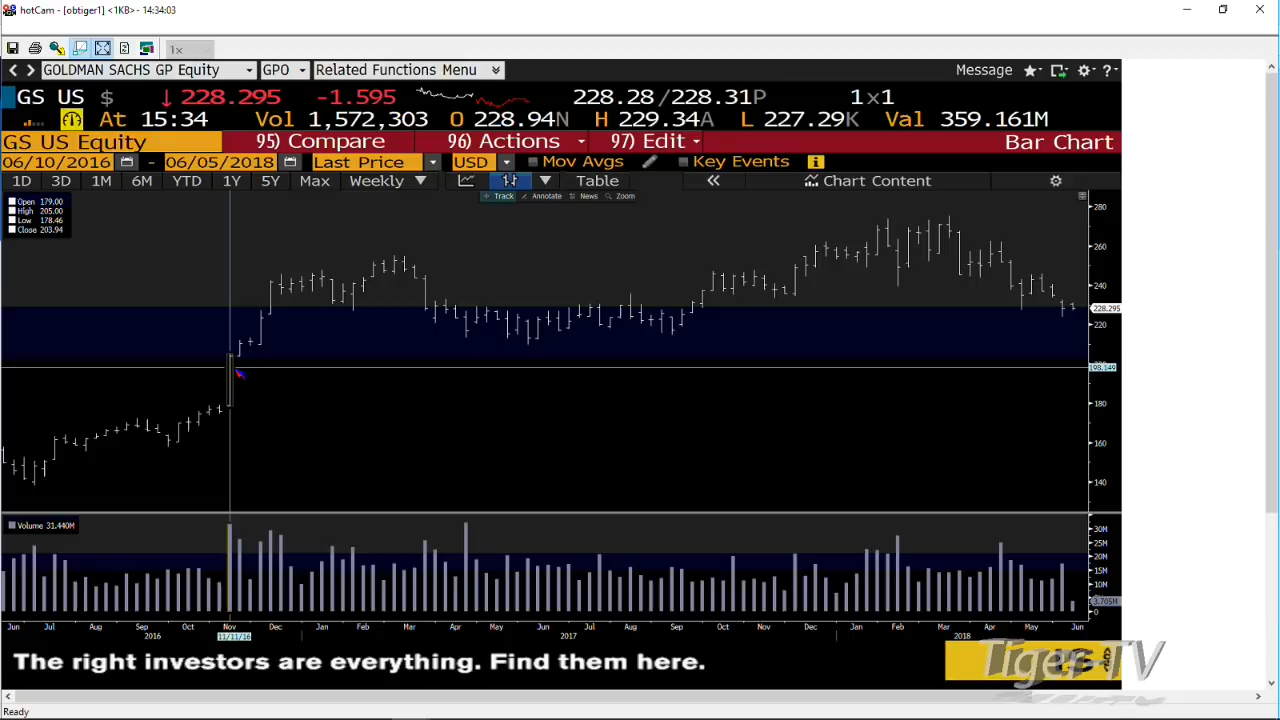 hotCam - [obtiger1] <1KB>- 14:34:03
1x
GOLDMAN SACHS GP Equity GPO Related Functions Menu Message ?
GS US $ ↓228.295 -1.595 228.28/228.31P 1x1
At 15:34 Vol 1,572,303 O 228.94N H 229.34A L 227.29K Val 359.161M
GS US Equity 95) Compare 96) Actions 97) Edit Bar Chart
06/10/2016 - 06/05/2018 Last Price USD Mov Avgs Key Events
1D 3D 1M 6M YTD 1Y 5Y Max Weekly Table « Chart Content
Track Annotate News Zoom
Open 179.00
High 205.00
Low 178.46
Close 203.94
280
260
240
228.295
220
198.149
180
160
140
Volume 31.440M
30M
25M
20M
15M
10M
3.705M
0
Jun Jul Aug Sep Oct Nov Dec Jan Feb Mar Apr May Jun Jul Aug Sep Oct Nov Dec Jan Feb Mar Apr May Jun
2016 11/11/16 2017 2018
The right investors are everything. Find them here.
Tiger-TV
Ready